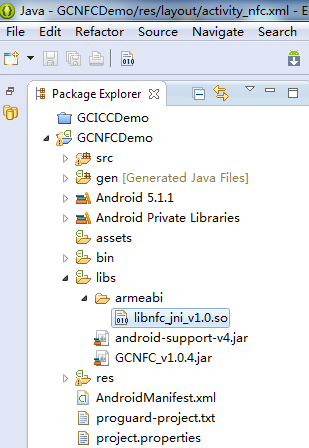 Java - GCNFCDemo/res/layout/activity_nfc.xml - E
File Edit Refactor Source Navigate Search
Package Explorer
GCICCDemo
GCNFCDemo
src
gen [Generated Java Files]
Android 5.1.1
Android Private Libraries
assets
bin
libs
armeabi
libnfc_jni_v1.0.so
android-support-v4.jar
GCNFC_v1.0.4.jar
res
AndroidManifest.xml
proguard-project.txt
project.properties